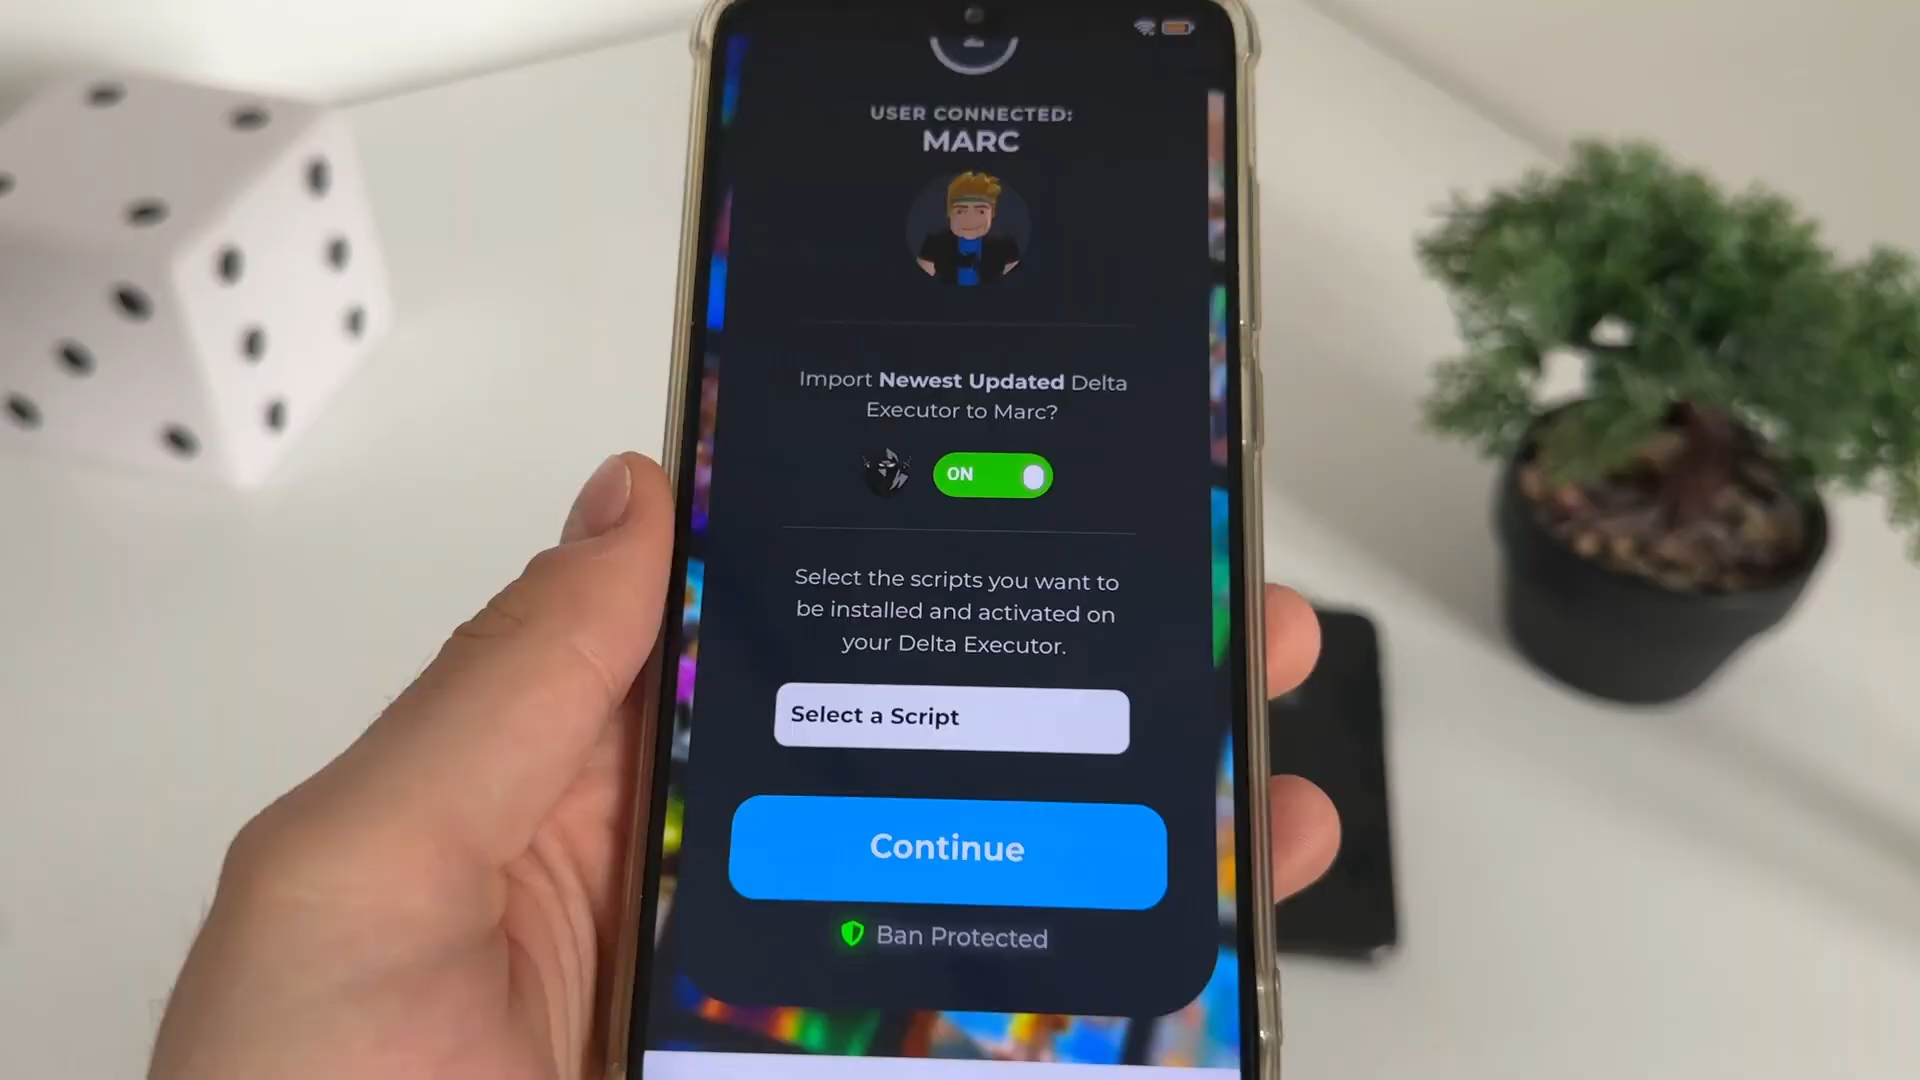 USER CONNECTED:
MARC
Import Newest Updated Delta
Executor to Marc?
ON
Select the scripts you want to
be installed and activated on
your Delta Executor.
Select a Script
Continue
Ban Protected